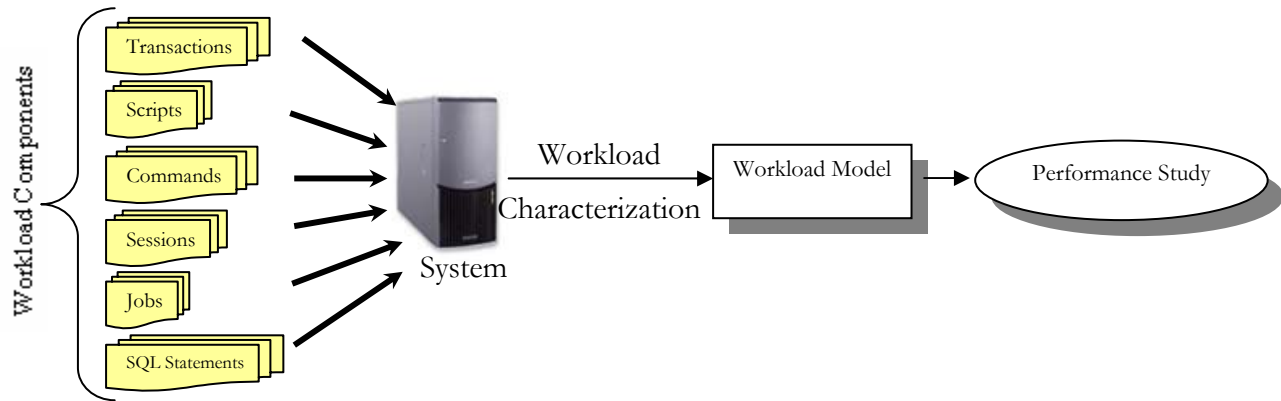 Workload Components
Transactions
Scripts
Commands
Sessions
Jobs
SQL Statements
System
Workload
Characterization
Workload Model
Performance Study